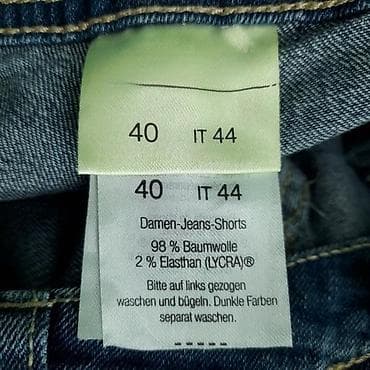 40 IT 44
40 IT 44
Damen-Jeans-Shorts
98 % Baumwolle
2 % Elasthan (LYCRA)®
Bitte auf links gezogen
waschen und bügeln. Dunkle Farben
separat waschen.